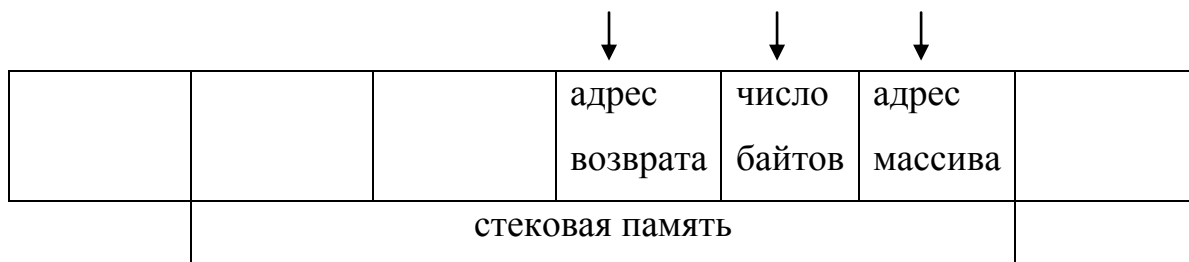 адрес возврата
число байтов
адрес массива
стековая память